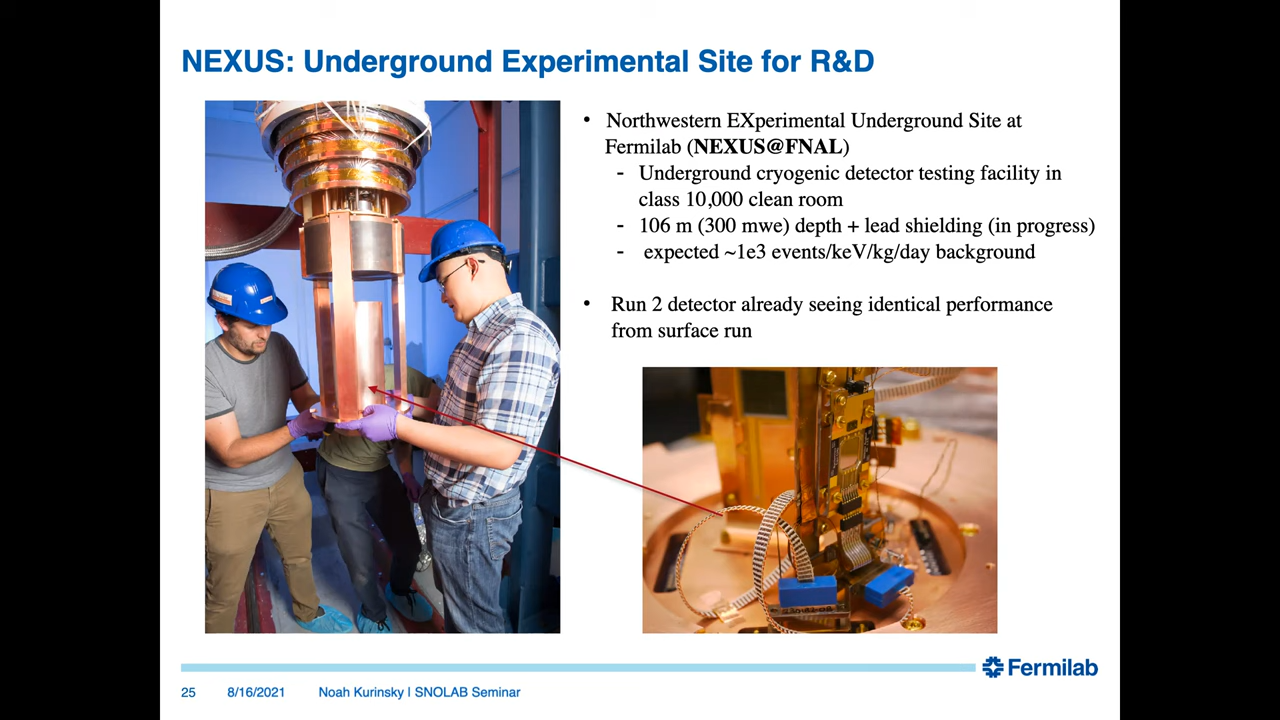 NEXUS: Underground Experimental Site for R&D
• Northwestern EXperimental Underground Site at
Fermilab (NEXUS@FNAL)
- Underground cryogenic detector testing facility in
class 10,000 clean room
- 106 m (300 mwe) depth + lead shielding (in progress)
- expected ~1e3 events/keV/kg/day background
• Run 2 detector already seeing identical performance
from surface run
Fermilab
25 8/16/2021 Noah Kurinsky | SNOLAB Seminar